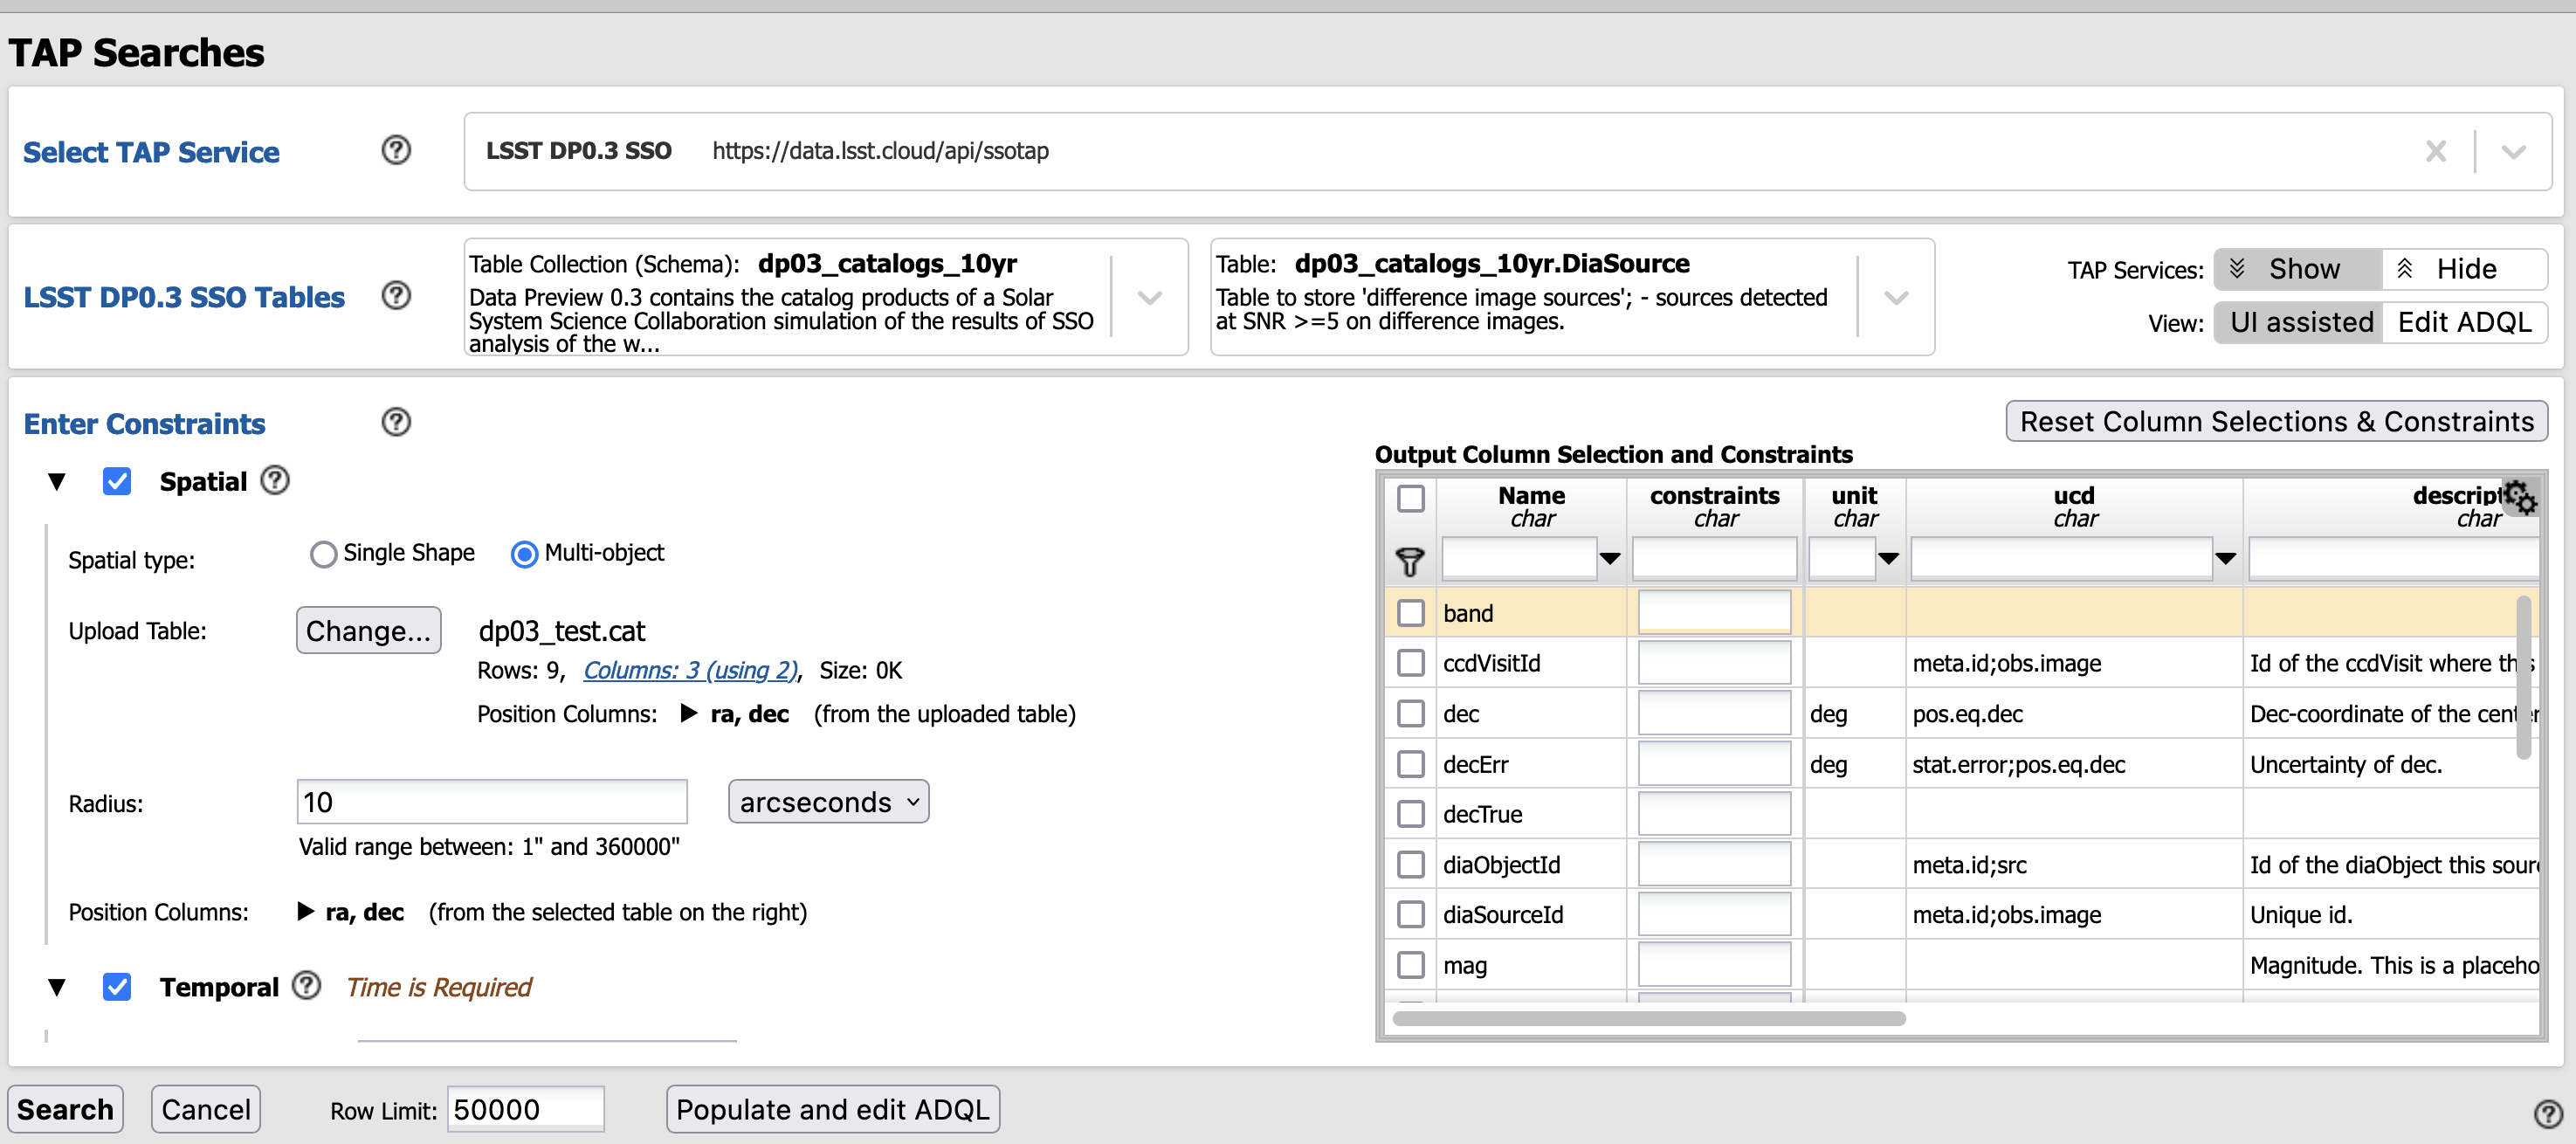 TAP Searches
Select TAP Service
LSST DP0.3 SSO https://data.lsst.cloud/api/ssotap
LSST DP0.3 SSO Tables
Table Collection (Schema): dp03_catalogs_10yr
Data Preview 0.3 contains the catalog products of a Solar
System Science Collaboration simulation of the results of SSO
analysis of the w...
Table: dp03_catalogs_10yr.DiaSource
Table to store 'difference image sources'; - sources detected
at SNR >=5 on difference images.
TAP Services: Show Hide
View: UI assisted Edit ADQL
Enter Constraints
Reset Column Selections & Constraints
Spatial
Spatial type: Single Shape Multi-object
Upload Table: Change... dp03_test.cat
Rows: 9, Columns: 3 (using 2), Size: 0K
Position Columns: ra, dec (from the uploaded table)
Radius: 10 arcseconds
Valid range between: 1" and 360000"
Position Columns: ra, dec (from the selected table on the right)
Temporal Time is Required
Output Column Selection and Constraints
Name constraints unit ucd descript
char char char char char
band
ccdVisitId meta.id;obs.image Id of the ccdVisit where this
dec deg pos.eq.dec Dec-coordinate of the center
decErr deg stat.error;pos.eq.dec Uncertainty of dec.
decTrue
diaObjectId meta.id;src Id of the diaObject this sour
diaSourceId meta.id;obs.image Unique id.
mag Magnitude. This is a placeho
Search Cancel Row Limit: 50000 Populate and edit ADQL